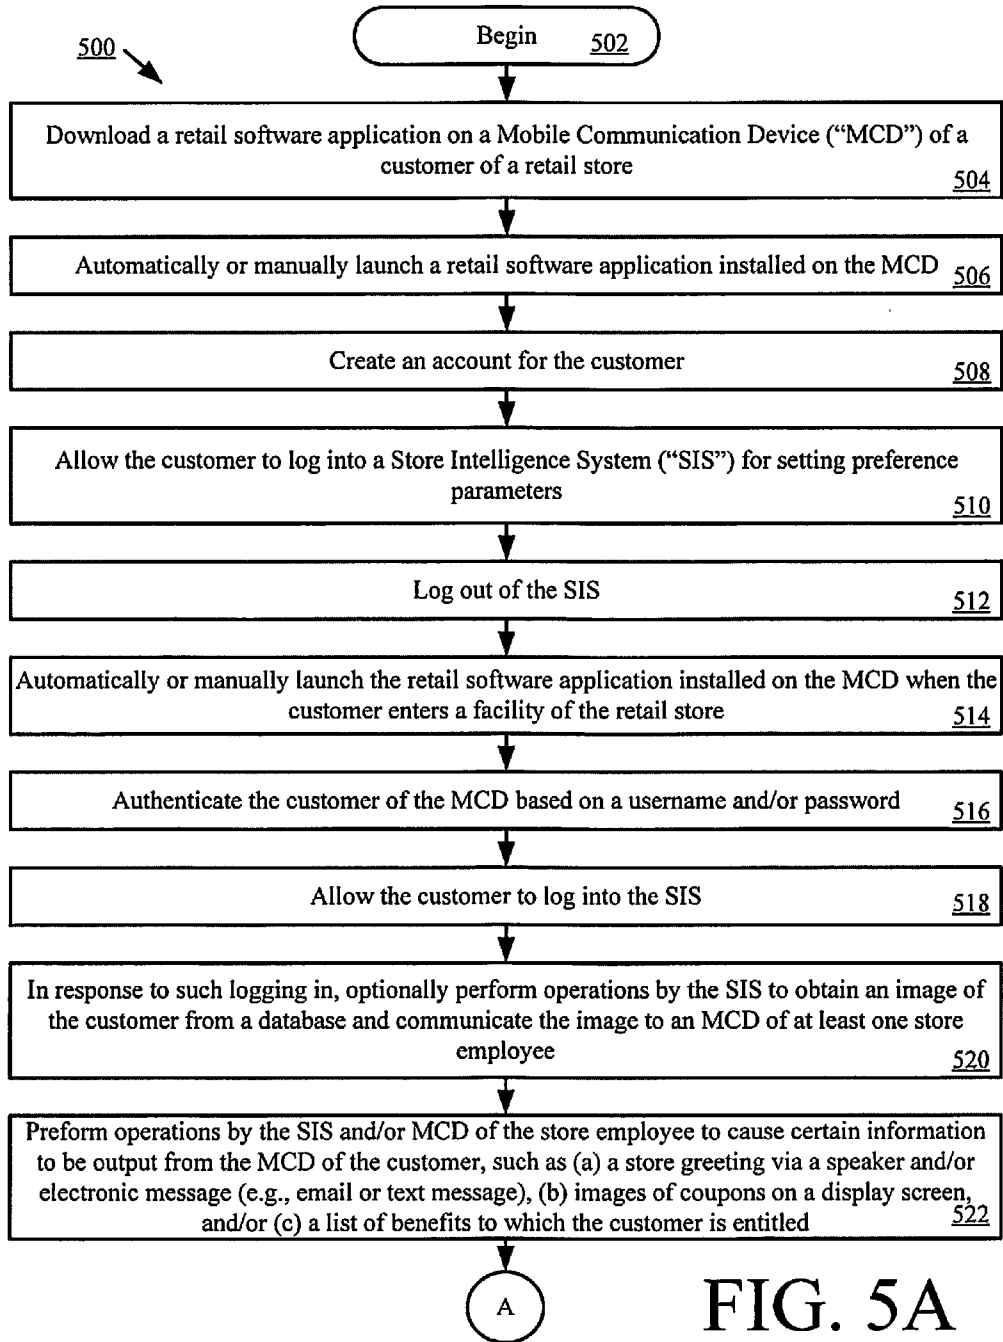 500
Begin 502
Download a retail software application on a Mobile Communication Device (“MCD”) of a
customer of a retail store
504
Automatically or manually launch a retail software application installed on the MCD
506
Create an account for the customer
508
Allow the customer to log into a Store Intelligence System (“SIS”) for setting preference
parameters
510
Log out of the SIS
512
Automatically or manually launch the retail software application installed on the MCD when the
customer enters a facility of the retail store
514
Authenticate the customer of the MCD based on a username and/or password
516
Allow the customer to log into the SIS
518
In response to such logging in, optionally perform operations by the SIS to obtain an image of
the customer from a database and communicate the image to an MCD of at least one store
employee
520
Preform operations by the SIS and/or MCD of the store employee to cause certain information
to be output from the MCD of the customer, such as (a) a store greeting via a speaker and/or
electronic message (e.g., email or text message), (b) images of coupons on a display screen,
and/or (c) a list of benefits to which the customer is entitled
522
A
FIG. 5A